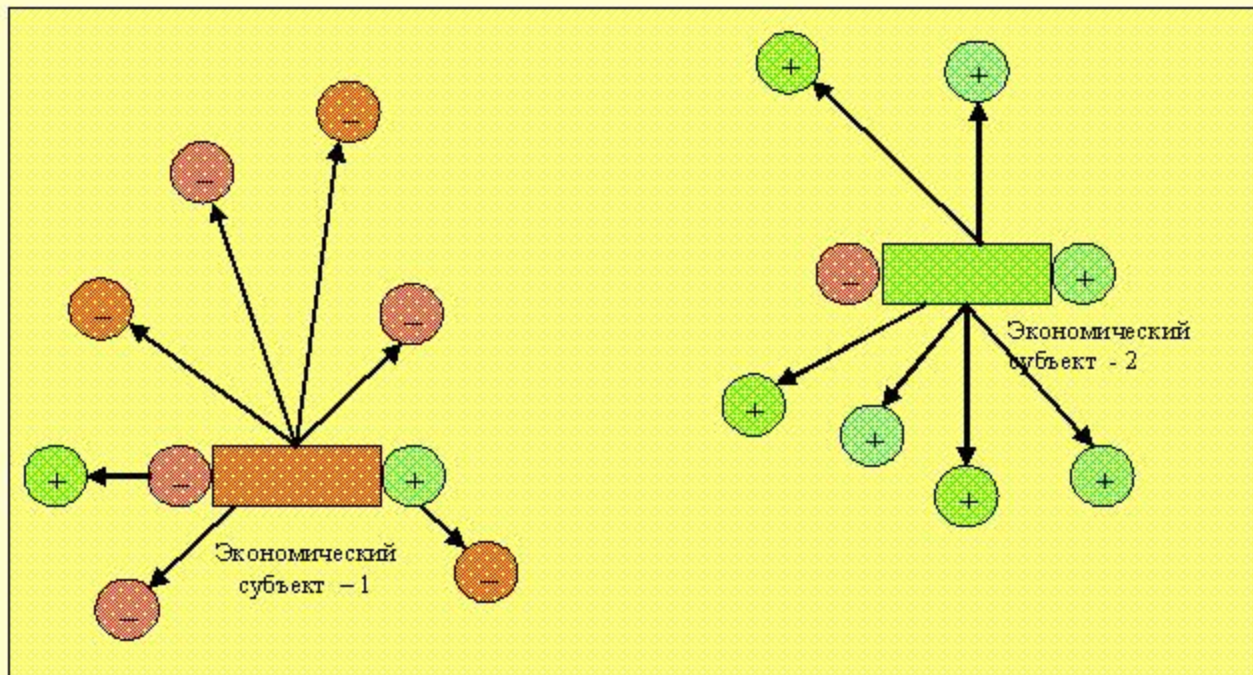 +
+
–
–
– +
–
–
Экономический
субъект - 2
+
+
+
+
+ – +
–
Экономический
субъект – 1
–